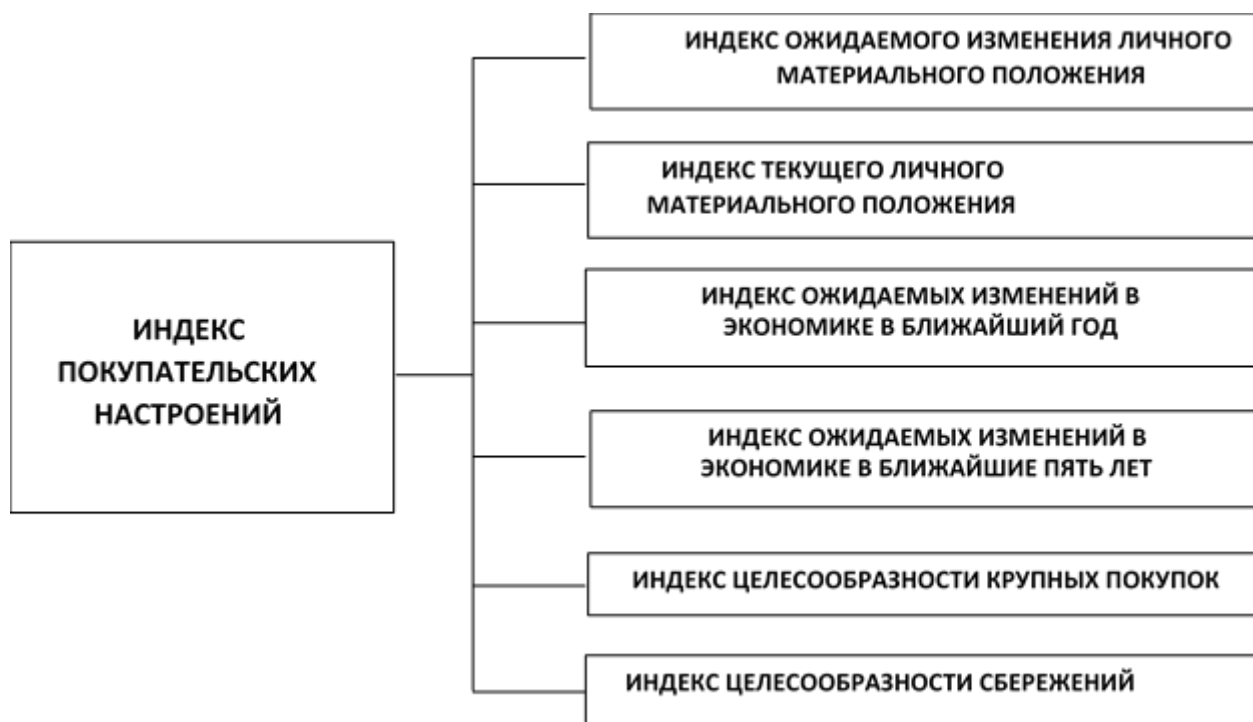 ИНДЕКС
ПОКУПАТЕЛЬСКИХ
НАСТРОЕНИЙ
ИНДЕКС ОЖИДАЕМОГО ИЗМЕНЕНИЯ ЛИЧНОГО
МАТЕРИАЛЬНОГО ПОЛОЖЕНИЯ
ИНДЕКС ТЕКУЩЕГО ЛИЧНОГО
МАТЕРИАЛЬНОГО ПОЛОЖЕНИЯ
ИНДЕКС ОЖИДАЕМЫХ ИЗМЕНЕНИЙ В
ЭКОНОМИКЕ В БЛИЖАЙШИЙ ГОД
ИНДЕКС ОЖИДАЕМЫХ ИЗМЕНЕНИЙ В
ЭКОНОМИКЕ В БЛИЖАЙШИЕ ПЯТЬ ЛЕТ
ИНДЕКС ЦЕЛЕСООБРАЗНОСТИ КРУПНЫХ ПОКУПОК
ИНДЕКС ЦЕЛЕСООБРАЗНОСТИ СБЕРЕЖЕНИЙ